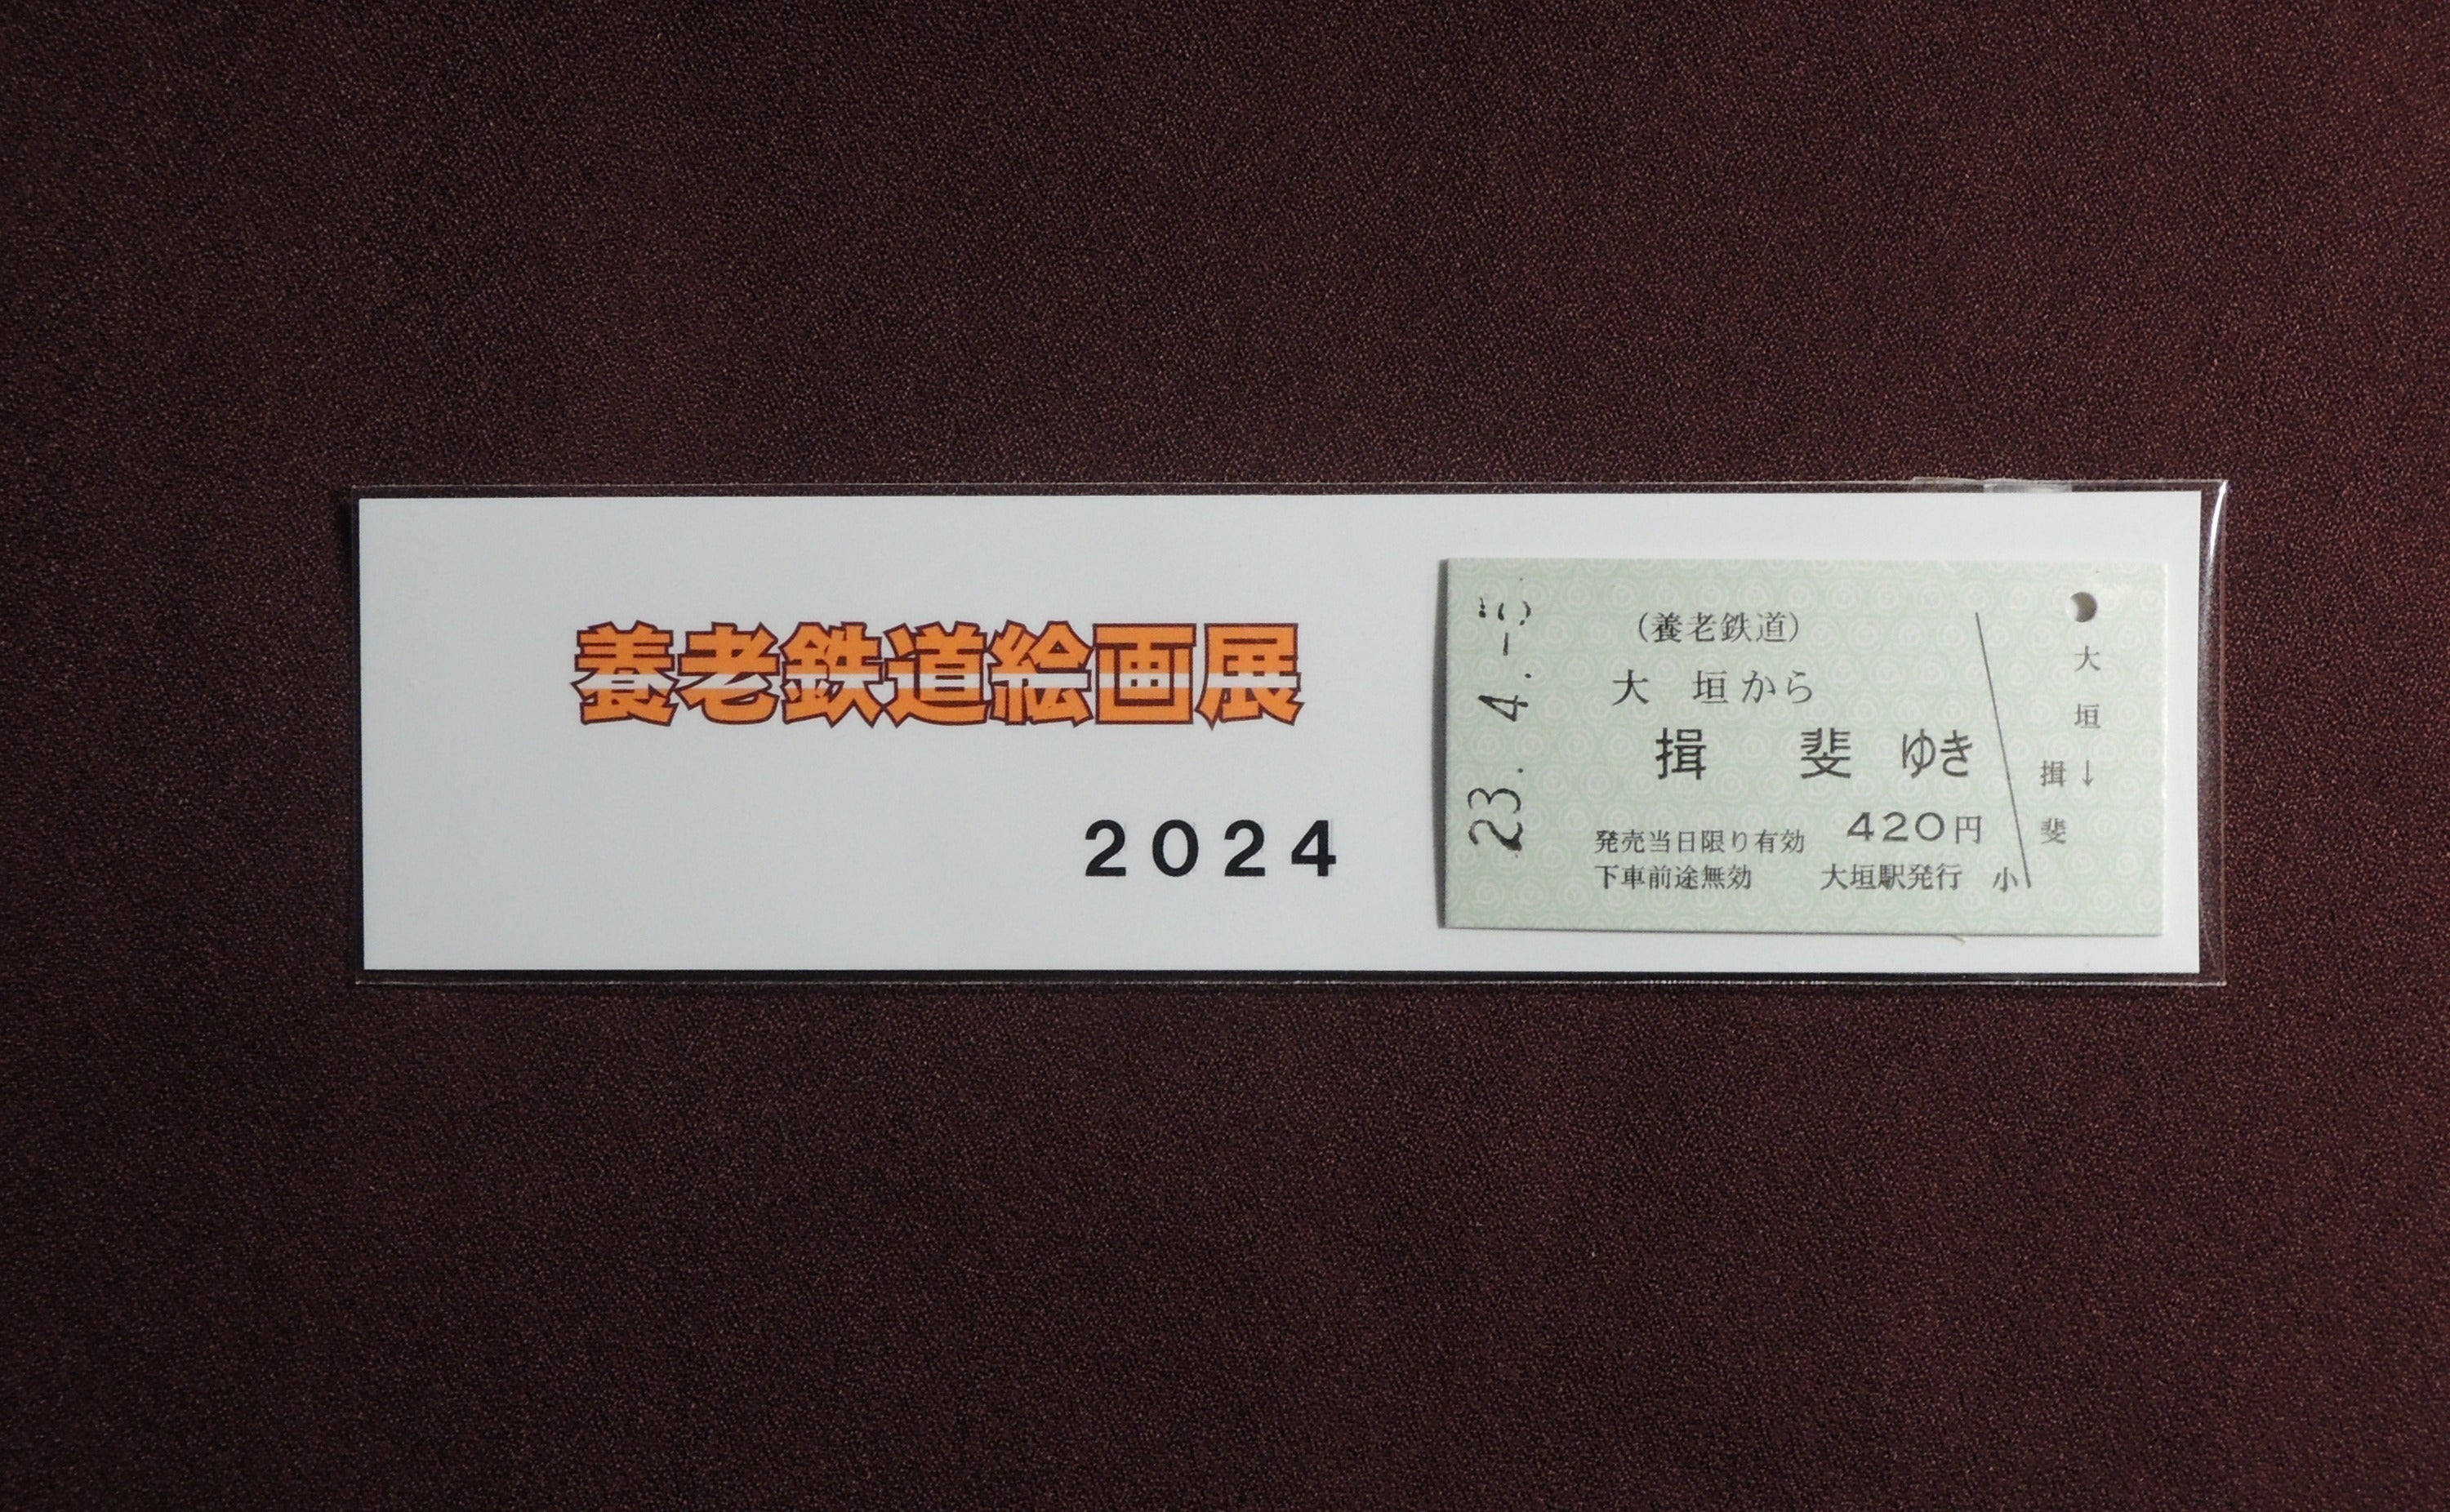 養老鉄道絵画展
2024
23.4.-5
(養老鉄道)
大 垣から
揖 斐 ゆき
420円
発売当日限り有効
下車前途無効 大垣駅発行 小
大垣→
揖斐